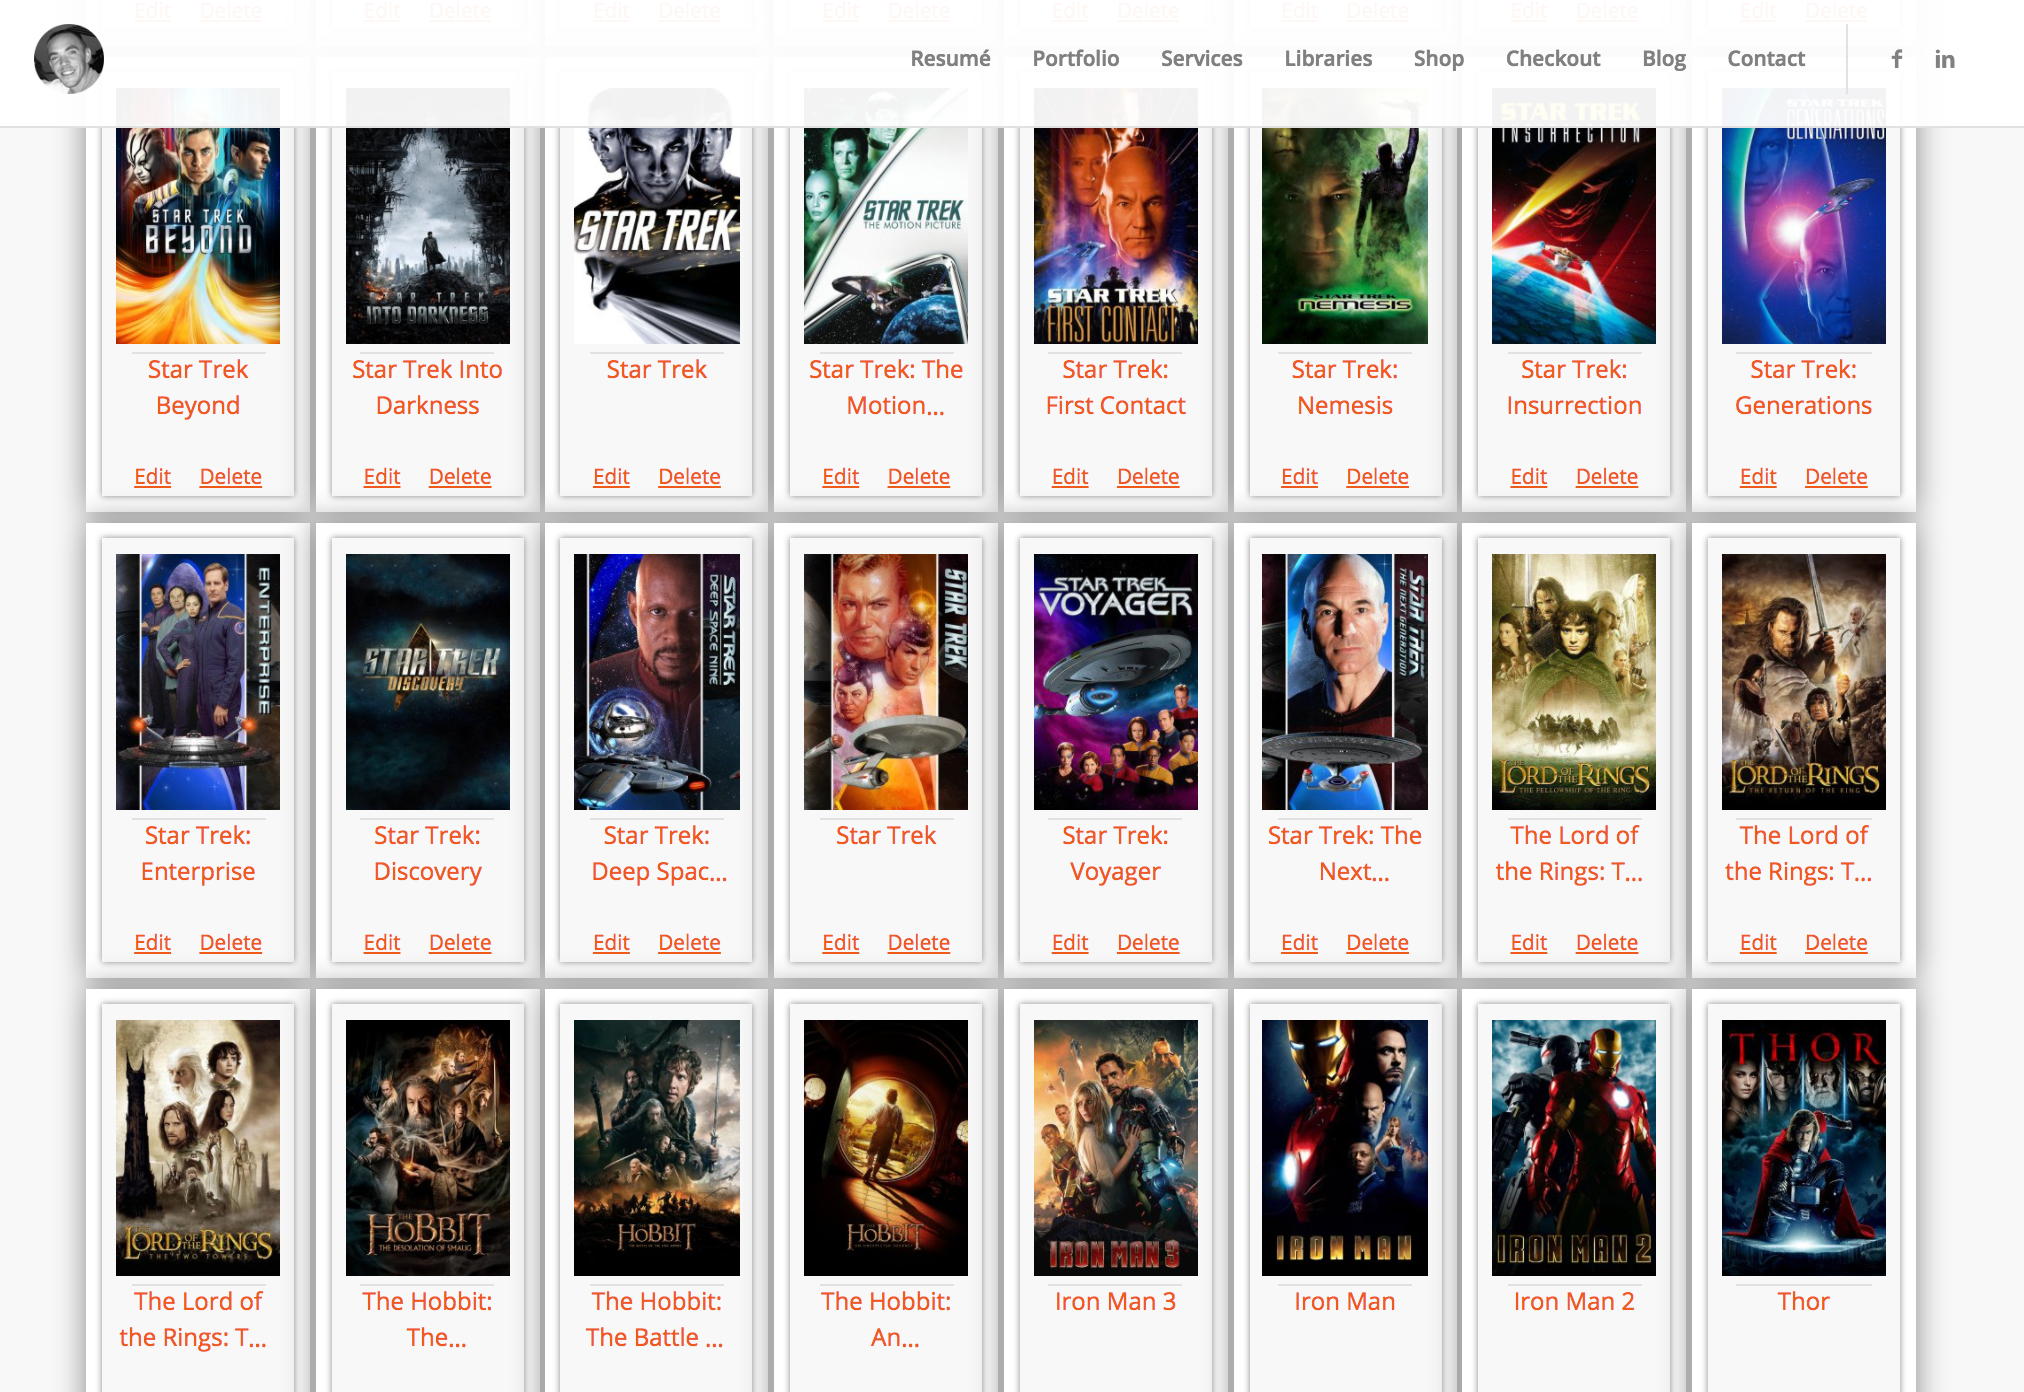 Edit Delete Edit Delete Edit Delete Edit Delete Edit Delete Edit Delete Edit Delete Edit Delete
Resumé Portfolio Services Libraries Shop Checkout Blog Contact f in
STAR TREK
BEYOND
STAR TREK
INTO DARKNESS
STAR TREK
STAR TREK
THE MOTION PICTURE
STAR TREK
FIRST CONTACT
STAR TREK
NEMESIS
STAR TREK
INSURRECTION
STAR TREK
GENERATIONS
Star Trek
Beyond
Star Trek Into
Darkness
Star Trek
Star Trek: The
Motion...
Star Trek:
First Contact
Star Trek:
Nemesis
Star Trek:
Insurrection
Star Trek:
Generations
Edit Delete Edit Delete Edit Delete Edit Delete Edit Delete Edit Delete Edit Delete Edit Delete
ENTERPRISE
STAR TREK
DISCOVERY
STAR TREK
DEEP SPACE NINE
STAR TREK
STAR TREK
VOYAGER
STAR TREK
THE NEXT GENERATION
THE
LORD OF THE RINGS
THE FELLOWSHIP OF THE RING
THE
LORD OF THE RINGS
THE RETURN OF THE KING
Star Trek:
Enterprise
Star Trek:
Discovery
Star Trek:
Deep Spac...
Star Trek
Star Trek:
Voyager
Star Trek: The
Next...
The Lord of
the Rings: T...
The Lord of
the Rings: T...
Edit Delete Edit Delete Edit Delete Edit Delete Edit Delete Edit Delete Edit Delete Edit Delete
THE
LORD OF THE RINGS
THE TWO TOWERS
THE
HOBBIT
THE DESOLATION OF SMAUG
THE
HOBBIT
THE
HOBBIT
IRON MAN 3
IRON MAN
IRON MAN 2
THOR
The Lord of
the Rings: T...
The Hobbit:
The...
The Hobbit:
The Battle ...
The Hobbit:
An...
Iron Man 3
Iron Man
Iron Man 2
Thor